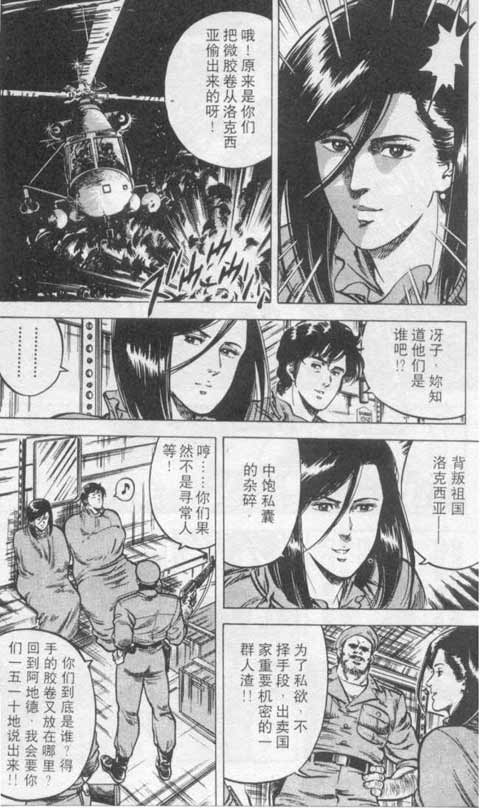 哦！原来是你们
把微胶卷从洛克西
亚偷出来的呀！
冴子，妳知
道他们是
谁吧!?
………
………
背叛祖国
洛克西亚——
中饱私囊
的杂碎．
哼……你们果
然不是寻常人
等！
为了私欲，不
择手段，出卖国
家重要机密的一
群人渣!!
你们到底是谁？得
手的胶卷又放在哪里？
回到阿地德．我会要你
们一五一十地说出来!!